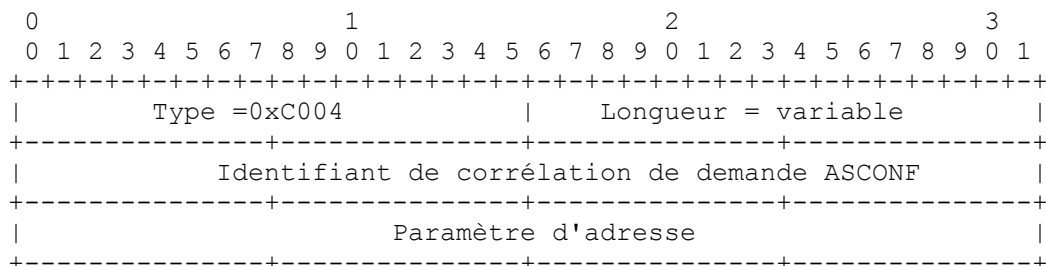 0                   1                   2                   3
0 1 2 3 4 5 6 7 8 9 0 1 2 3 4 5 6 7 8 9 0 1 2 3 4 5 6 7 8 9 0 1
+-+-+-+-+-+-+-+-+-+-+-+-+-+-+-+-+-+-+-+-+-+-+-+-+-+-+-+-+-+-+-+-+
|        Type =0xC004           |    Longueur = variable        |
+---------------+---------------+---------------+---------------+
|            Identifiant de corrélation de demande ASCONF       |
+---------------+---------------+---------------+---------------+
|                       Paramètre d'adresse                     |
+---------------+---------------+---------------+---------------+